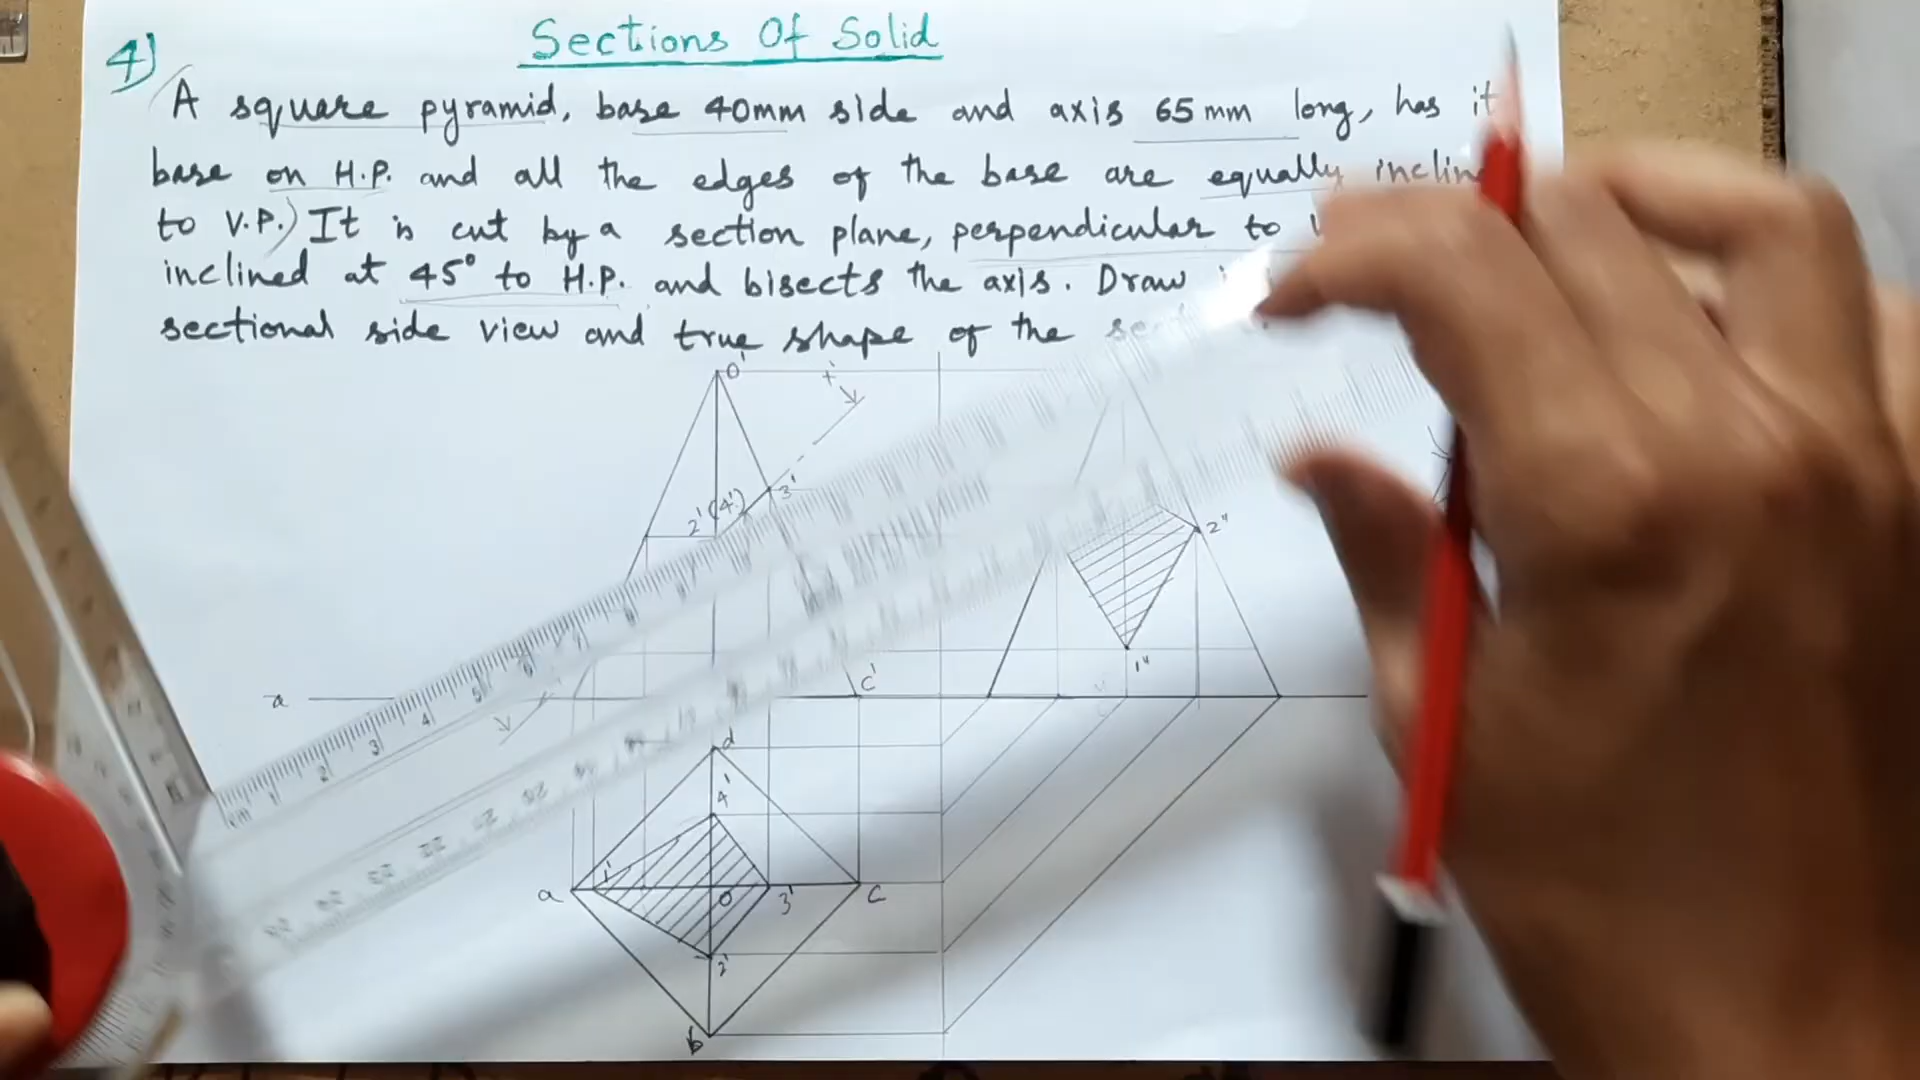 4)
Sections Of Solid
A square pyramid, base 40mm side and axis 65mm long, has
base on H.P. and all the edges of the base are equally
to V.P.) It is cut by a section plane, perpendicular to
inclined at 45° to H.P. and bisects the axis. Draw
sectional side view and true shape of the
O'
3'
2'(4')
2"
1"
c'
x
d
4'
a
1'
o
3'
c
2'
b